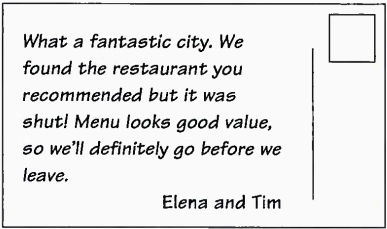 What a fantastic city. We
found the restaurant you
recommended but it was
shut! Menu looks good value,
so we'll definitely go before we
leave.
Elena and Tim